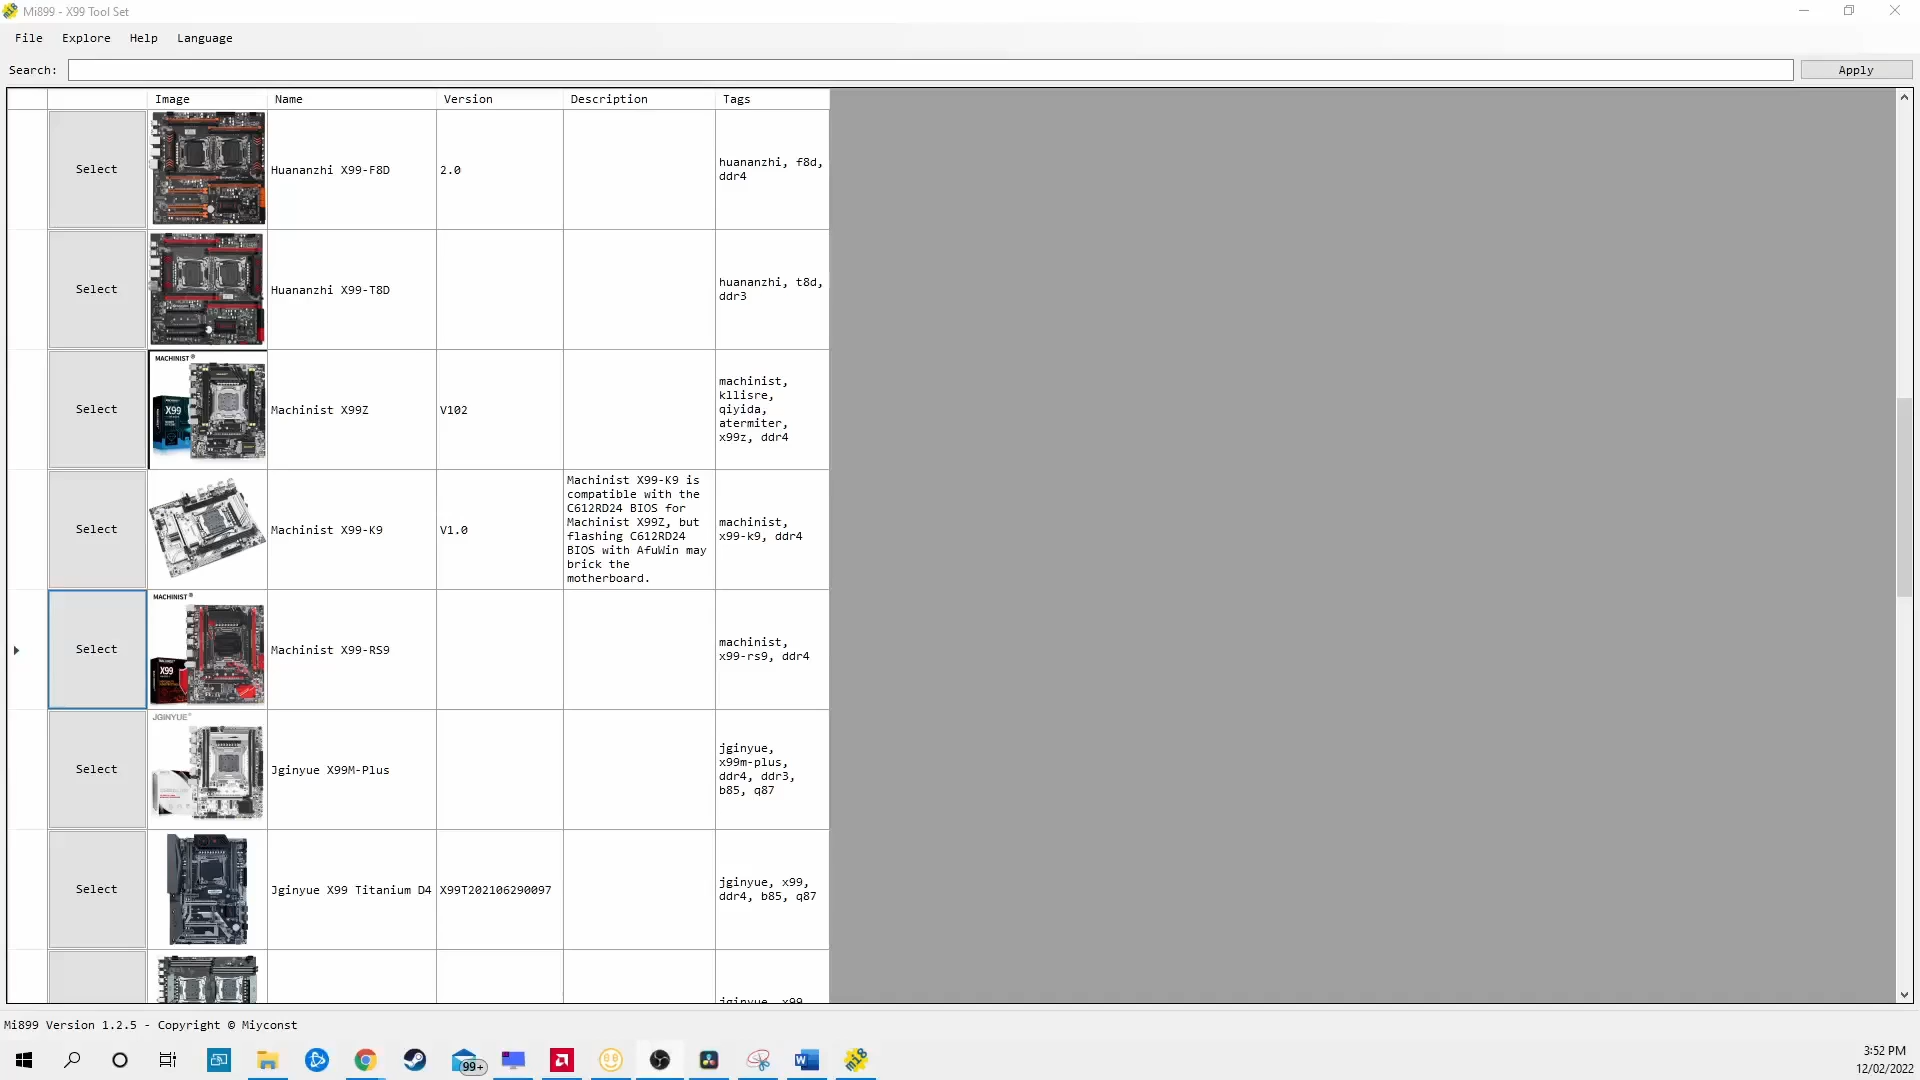 Mi899 - X99 Tool Set
File Explore Help Language
Search: Apply
Image Name Version Description Tags
Select Huananzhi X99-F8D 2.0 huananzhi, f8d,
ddr4
Select Huananzhi X99-T8D huananzhi, t8d,
ddr3
MACHINIST®
X99
Select Machinist X99Z V102 machinist,
kllisre,
qiyida,
atermiter,
x99z, ddr4
Select Machinist X99-K9 V1.0
Machinist X99-K9 is
compatible with the
C612RD24 BIOS for
Machinist X99Z, but
flashing C612RD24
BIOS with AfuWin may
brick the
motherboard.
machinist,
x99-k9, ddr4
MACHINIST®
X99
Select Machinist X99-RS9 machinist,
x99-rs9, ddr4
JGINYUE®
Select Jginyue X99M-Plus jginyue,
x99m-plus,
ddr4, ddr3,
b85, q87
Select Jginyue X99 Titanium D4 X99T202106290097 jginyue, x99,
ddr4, b85, q87
jginyue, x99
Mi899 Version 1.2.5 - Copyright © Miyconst
99+
mi8
3:52 PM
12/02/2022